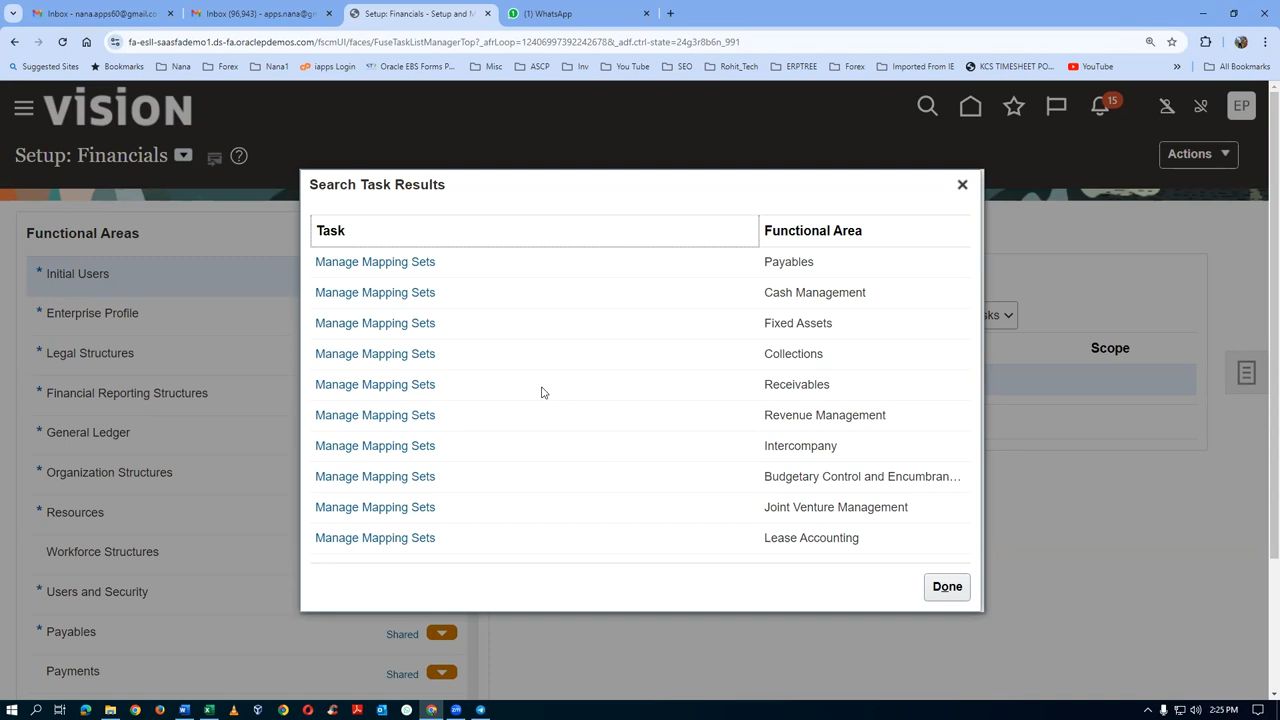 Inbox - nana.apps60@gmail.co
Inbox (96,943) - apps.nana@gr
Setup: Financials - Setup and M
(1) WhatsApp
fa-esll-saasfademo1.ds-fa.oraclepdemos.com/fscmUI/faces/FuseTaskListManagerTop?_afrLoop=12406997392242678&_adf.ctrl-state=24g3r8b6n_991
Suggested Sites
Bookmarks
Nana
Forex
Nana1
iapps Login
Oracle EBS Forms P...
Misc
ASCP
Inv
You Tube
SEO
Rohit_Tech
ERPTREE
Forex
Imported From IE
KCS TIMESHEET PO...
YouTube
»
All Bookmarks
VISION
15
EP
Setup: Financials
Actions
Functional Areas
* Initial Users
* Enterprise Profile
* Legal Structures
* Financial Reporting Structures
* General Ledger
* Organization Structures
* Resources
Workforce Structures
* Users and Security
* Payables Shared
Payments Shared
Search Task Results
Task Functional Area
Manage Mapping Sets Payables
Manage Mapping Sets Cash Management
Manage Mapping Sets Fixed Assets
Manage Mapping Sets Collections
Manage Mapping Sets Receivables
Manage Mapping Sets Revenue Management
Manage Mapping Sets Intercompany
Manage Mapping Sets Budgetary Control and Encumbran…
Manage Mapping Sets Joint Venture Management
Manage Mapping Sets Lease Accounting
Done
sks
Scope
2:25 PM